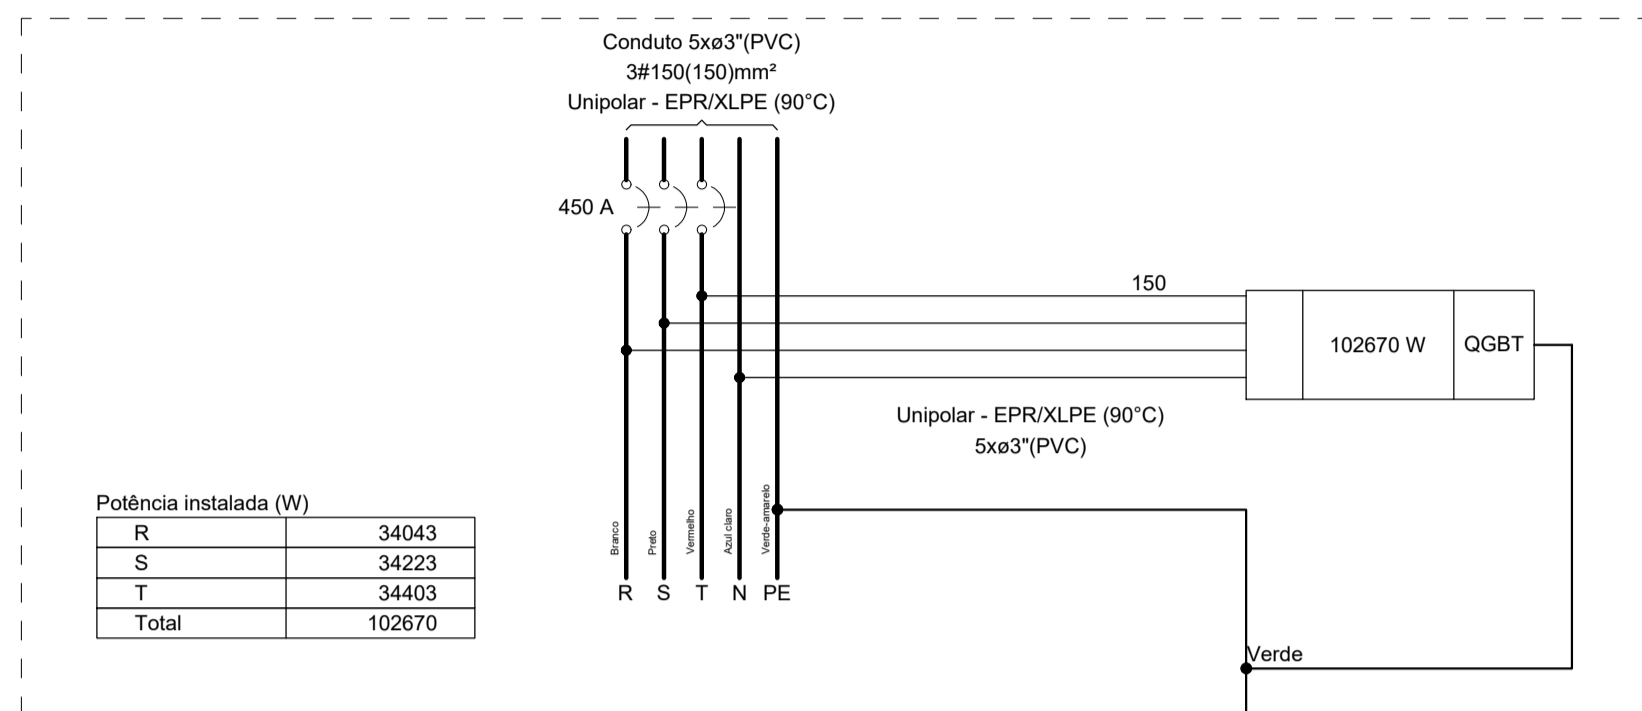 Conduto 5xø3"(PVC)
3#150(150)mm²
Unipolar - EPR/XLPE (90°C)
450 A
150
102670 W
QGBT
Unipolar - EPR/XLPE (90°C)
5xø3"(PVC)
Potência instalada (W)
R 34043
S 34223
T 34403
Total 102670
Branco
Preto
Vermelho
Azul claro
Verde-amarelo
R S T N PE
Verde